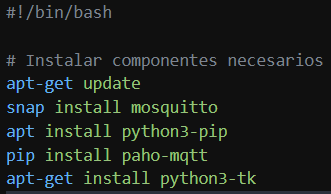 #!/bin/bash
# Instalar componentes necesarios
apt-get update
snap install mosquitto
apt install python3-pip
pip install paho-mqtt
apt-get install python3-tk